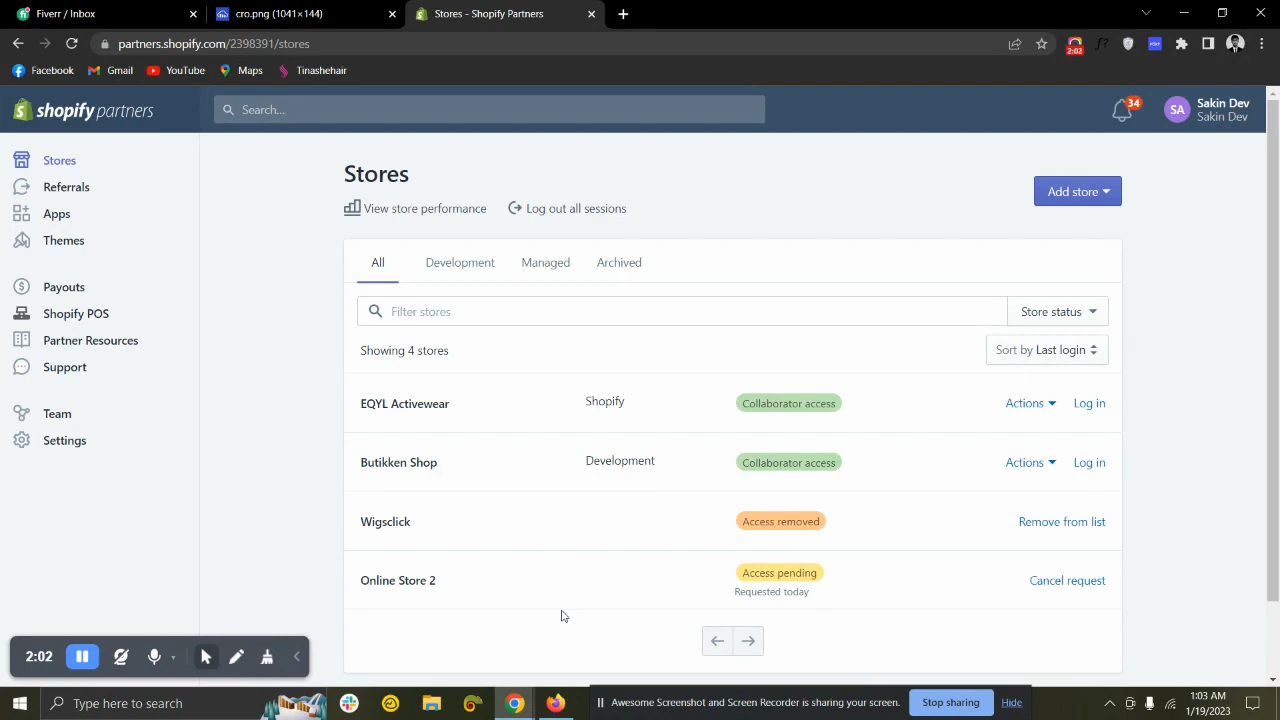 Fiverr / Inbox
cro.png (1041×144)
Stores - Shopify Partners
partners.shopify.com/2398391/stores
2:02
Facebook
Gmail
YouTube
Maps
Tinashehair
shopify partners
Search...
34
SA
Sakin Dev
Sakin Dev
Stores
Referrals
Apps
Themes
Payouts
Shopify POS
Partner Resources
Support
Team
Settings
Stores
View store performance
Log out all sessions
Add store
All
Development
Managed
Archived
Filter stores
Store status
Showing 4 stores
Sort by Last login
EQYL Activewear
Shopify
Collaborator access
Actions
Log in
Butikken Shop
Development
Collaborator access
Actions
Log in
Wigsclick
Access removed
Remove from list
Online Store 2
Access pending
Requested today
Cancel request
2:02
Type here to search
Awesome Screenshot and Screen Recorder is sharing your screen.
Stop sharing
Hide
1:03 AM
1/19/2023